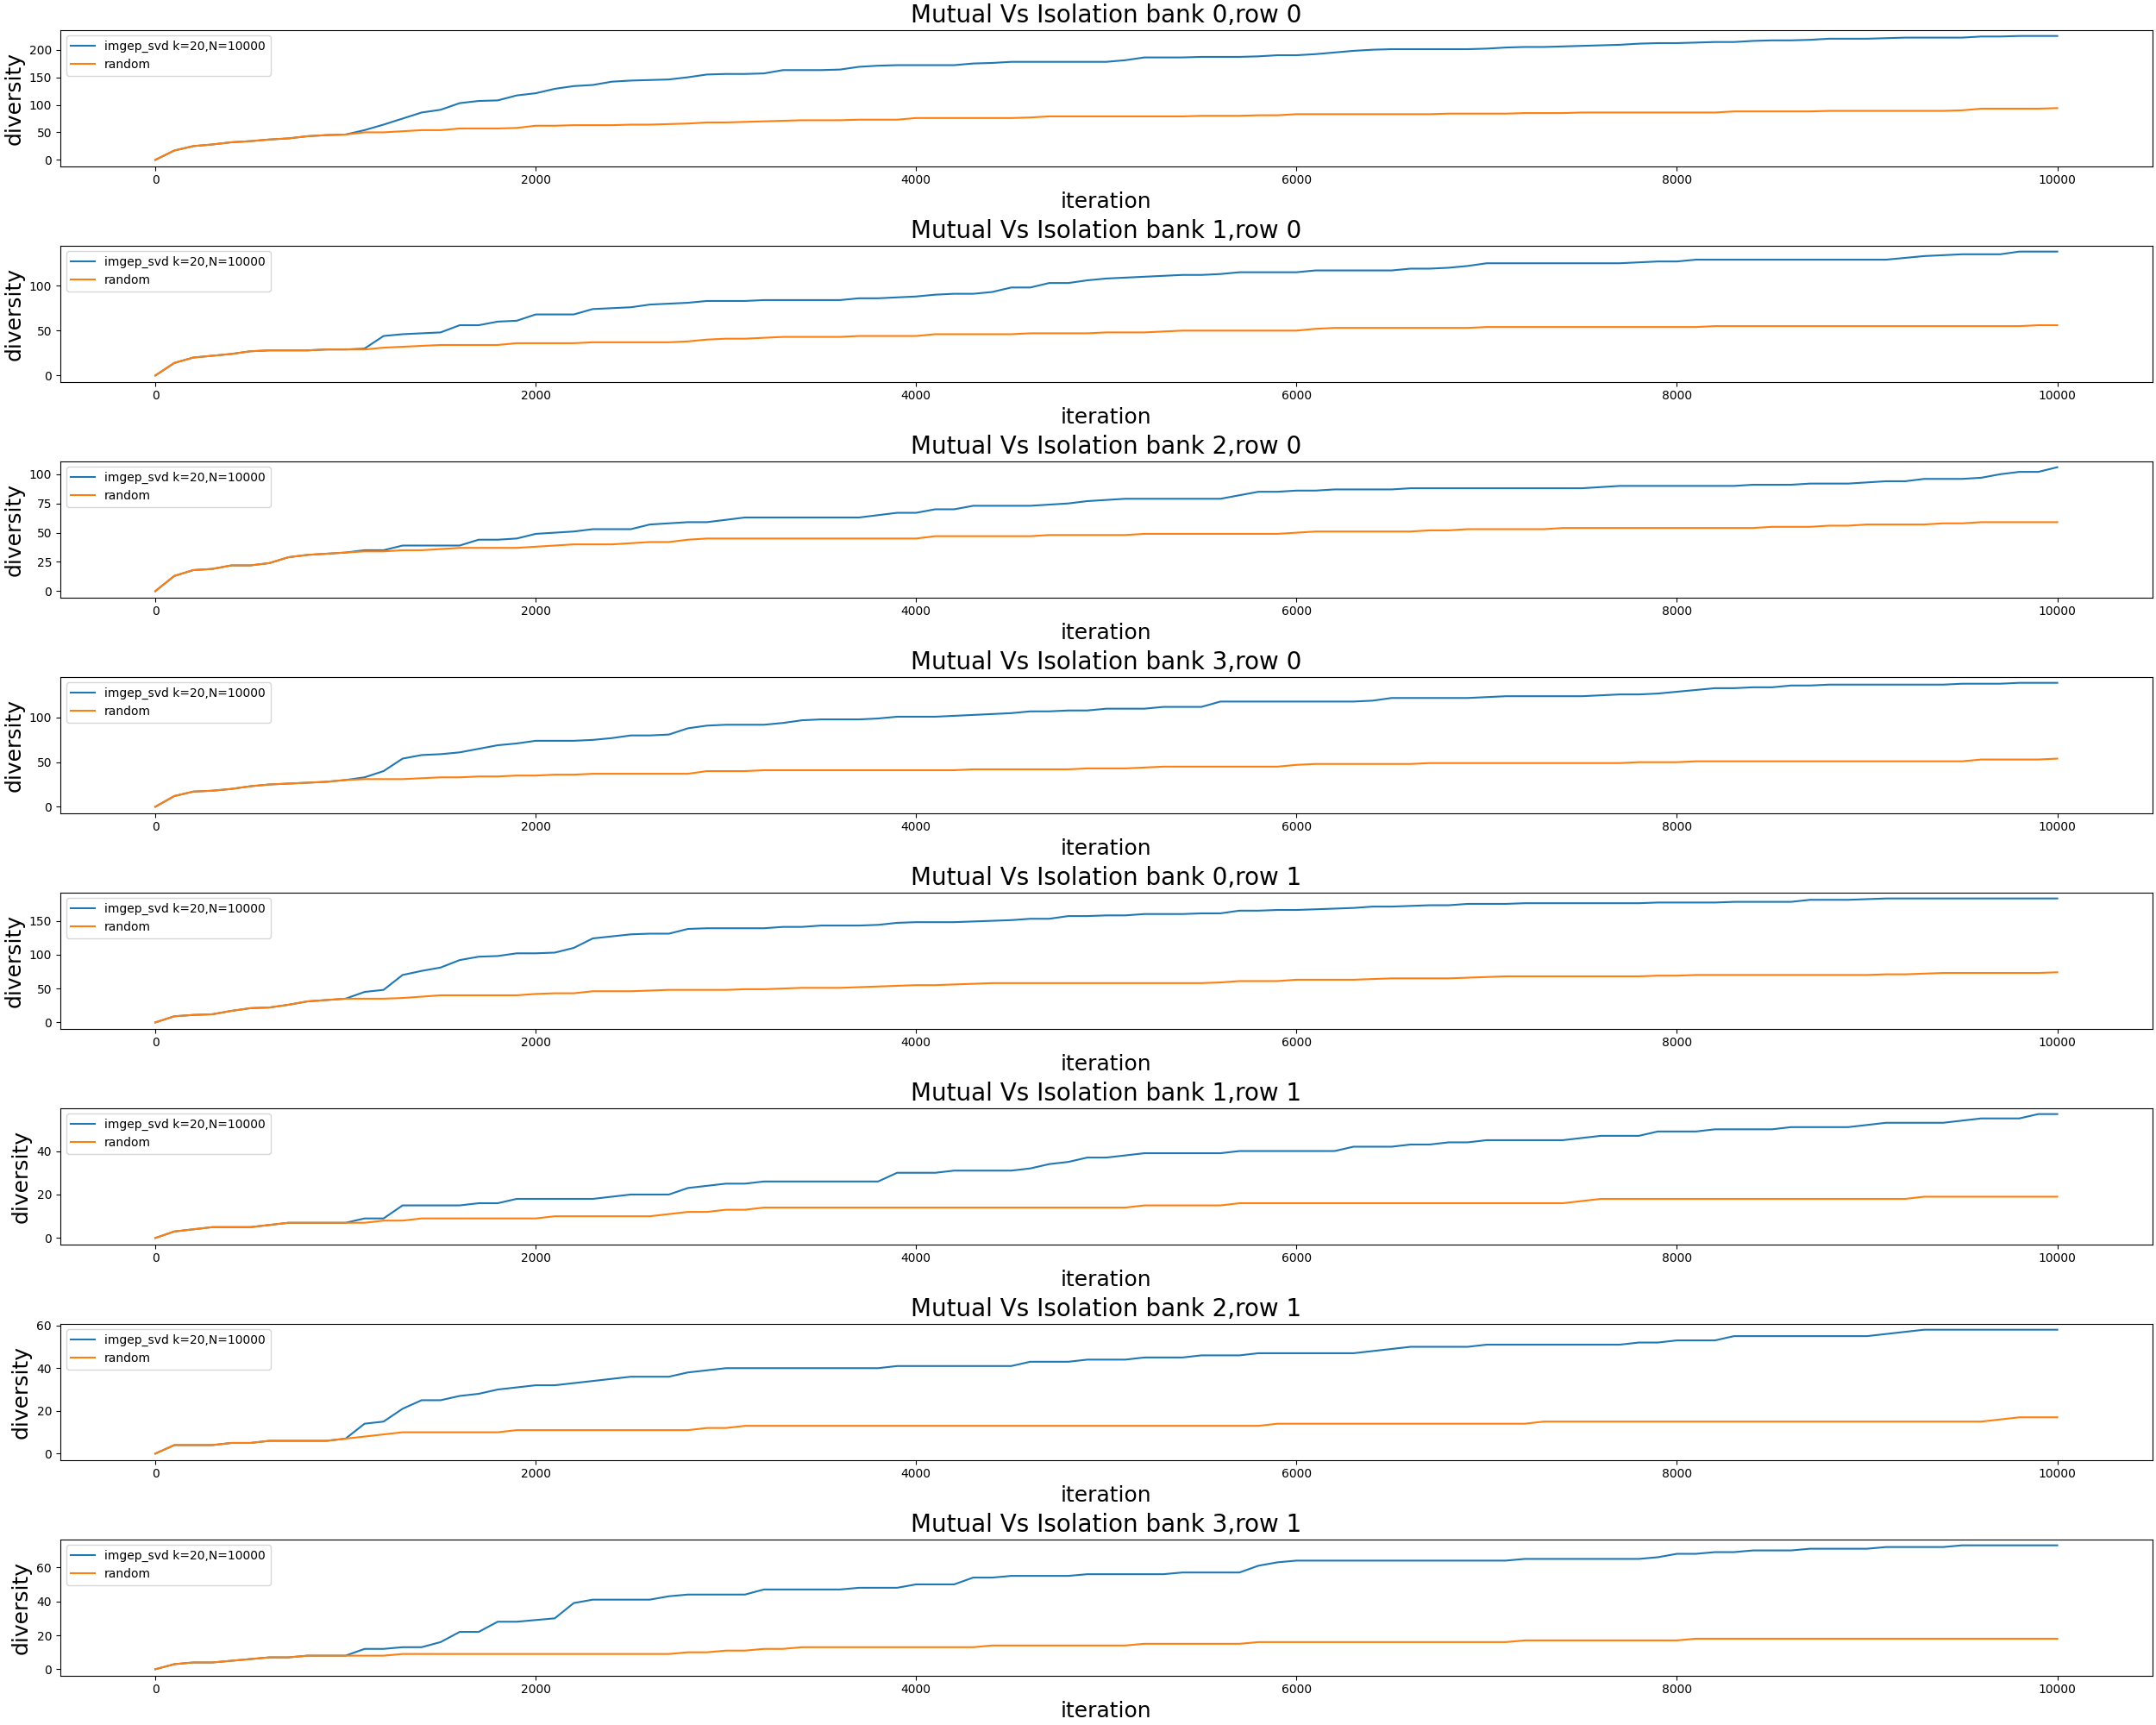 Mutual Vs Isolation bank 0,row 0
imgep_svd k=20,N=10000
random
diversity
200
150
100
50
0
0 2000 4000 6000 8000 10000
iteration
Mutual Vs Isolation bank 1,row 0
imgep_svd k=20,N=10000
random
diversity
100
50
0
0 2000 4000 6000 8000 10000
iteration
Mutual Vs Isolation bank 2,row 0
imgep_svd k=20,N=10000
random
diversity
100
75
50
25
0
0 2000 4000 6000 8000 10000
iteration
Mutual Vs Isolation bank 3,row 0
imgep_svd k=20,N=10000
random
diversity
100
50
0
0 2000 4000 6000 8000 10000
iteration
Mutual Vs Isolation bank 0,row 1
imgep_svd k=20,N=10000
random
diversity
150
100
50
0
0 2000 4000 6000 8000 10000
iteration
Mutual Vs Isolation bank 1,row 1
imgep_svd k=20,N=10000
random
diversity
40
20
0
0 2000 4000 6000 8000 10000
iteration
Mutual Vs Isolation bank 2,row 1
imgep_svd k=20,N=10000
random
diversity
60
40
20
0
0 2000 4000 6000 8000 10000
iteration
Mutual Vs Isolation bank 3,row 1
imgep_svd k=20,N=10000
random
diversity
60
40
20
0
0 2000 4000 6000 8000 10000
iteration